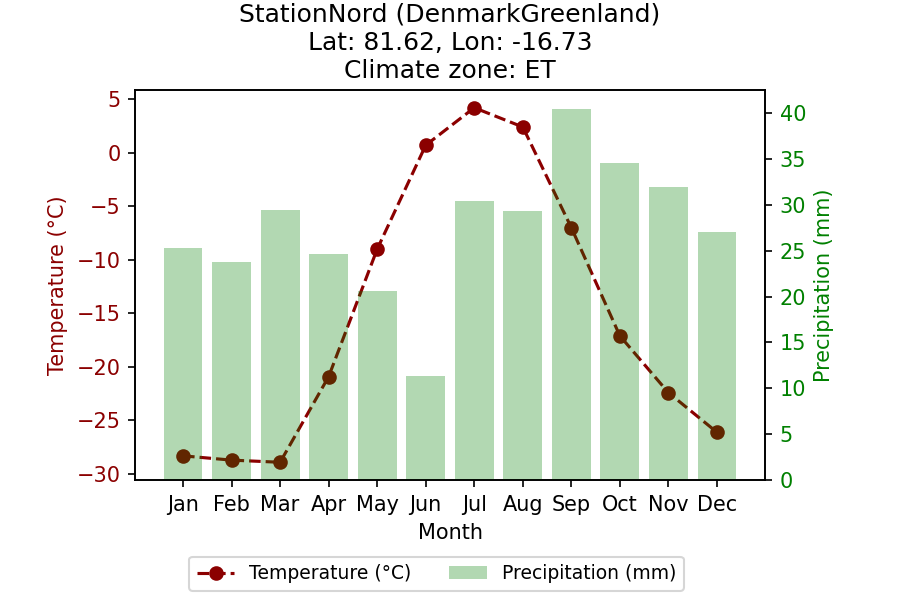 StationNord (DenmarkGreenland)
Lat: 81.62, Lon: -16.73
Climate zone: ET
5
0
−5
−10
−15
−20
−25
−30
Temperature (°C)
40
35
30
25
20
15
10
5
0
Precipitation (mm)
Jan Feb Mar Apr May Jun Jul Aug Sep Oct Nov Dec
Month
Temperature (°C) Precipitation (mm)